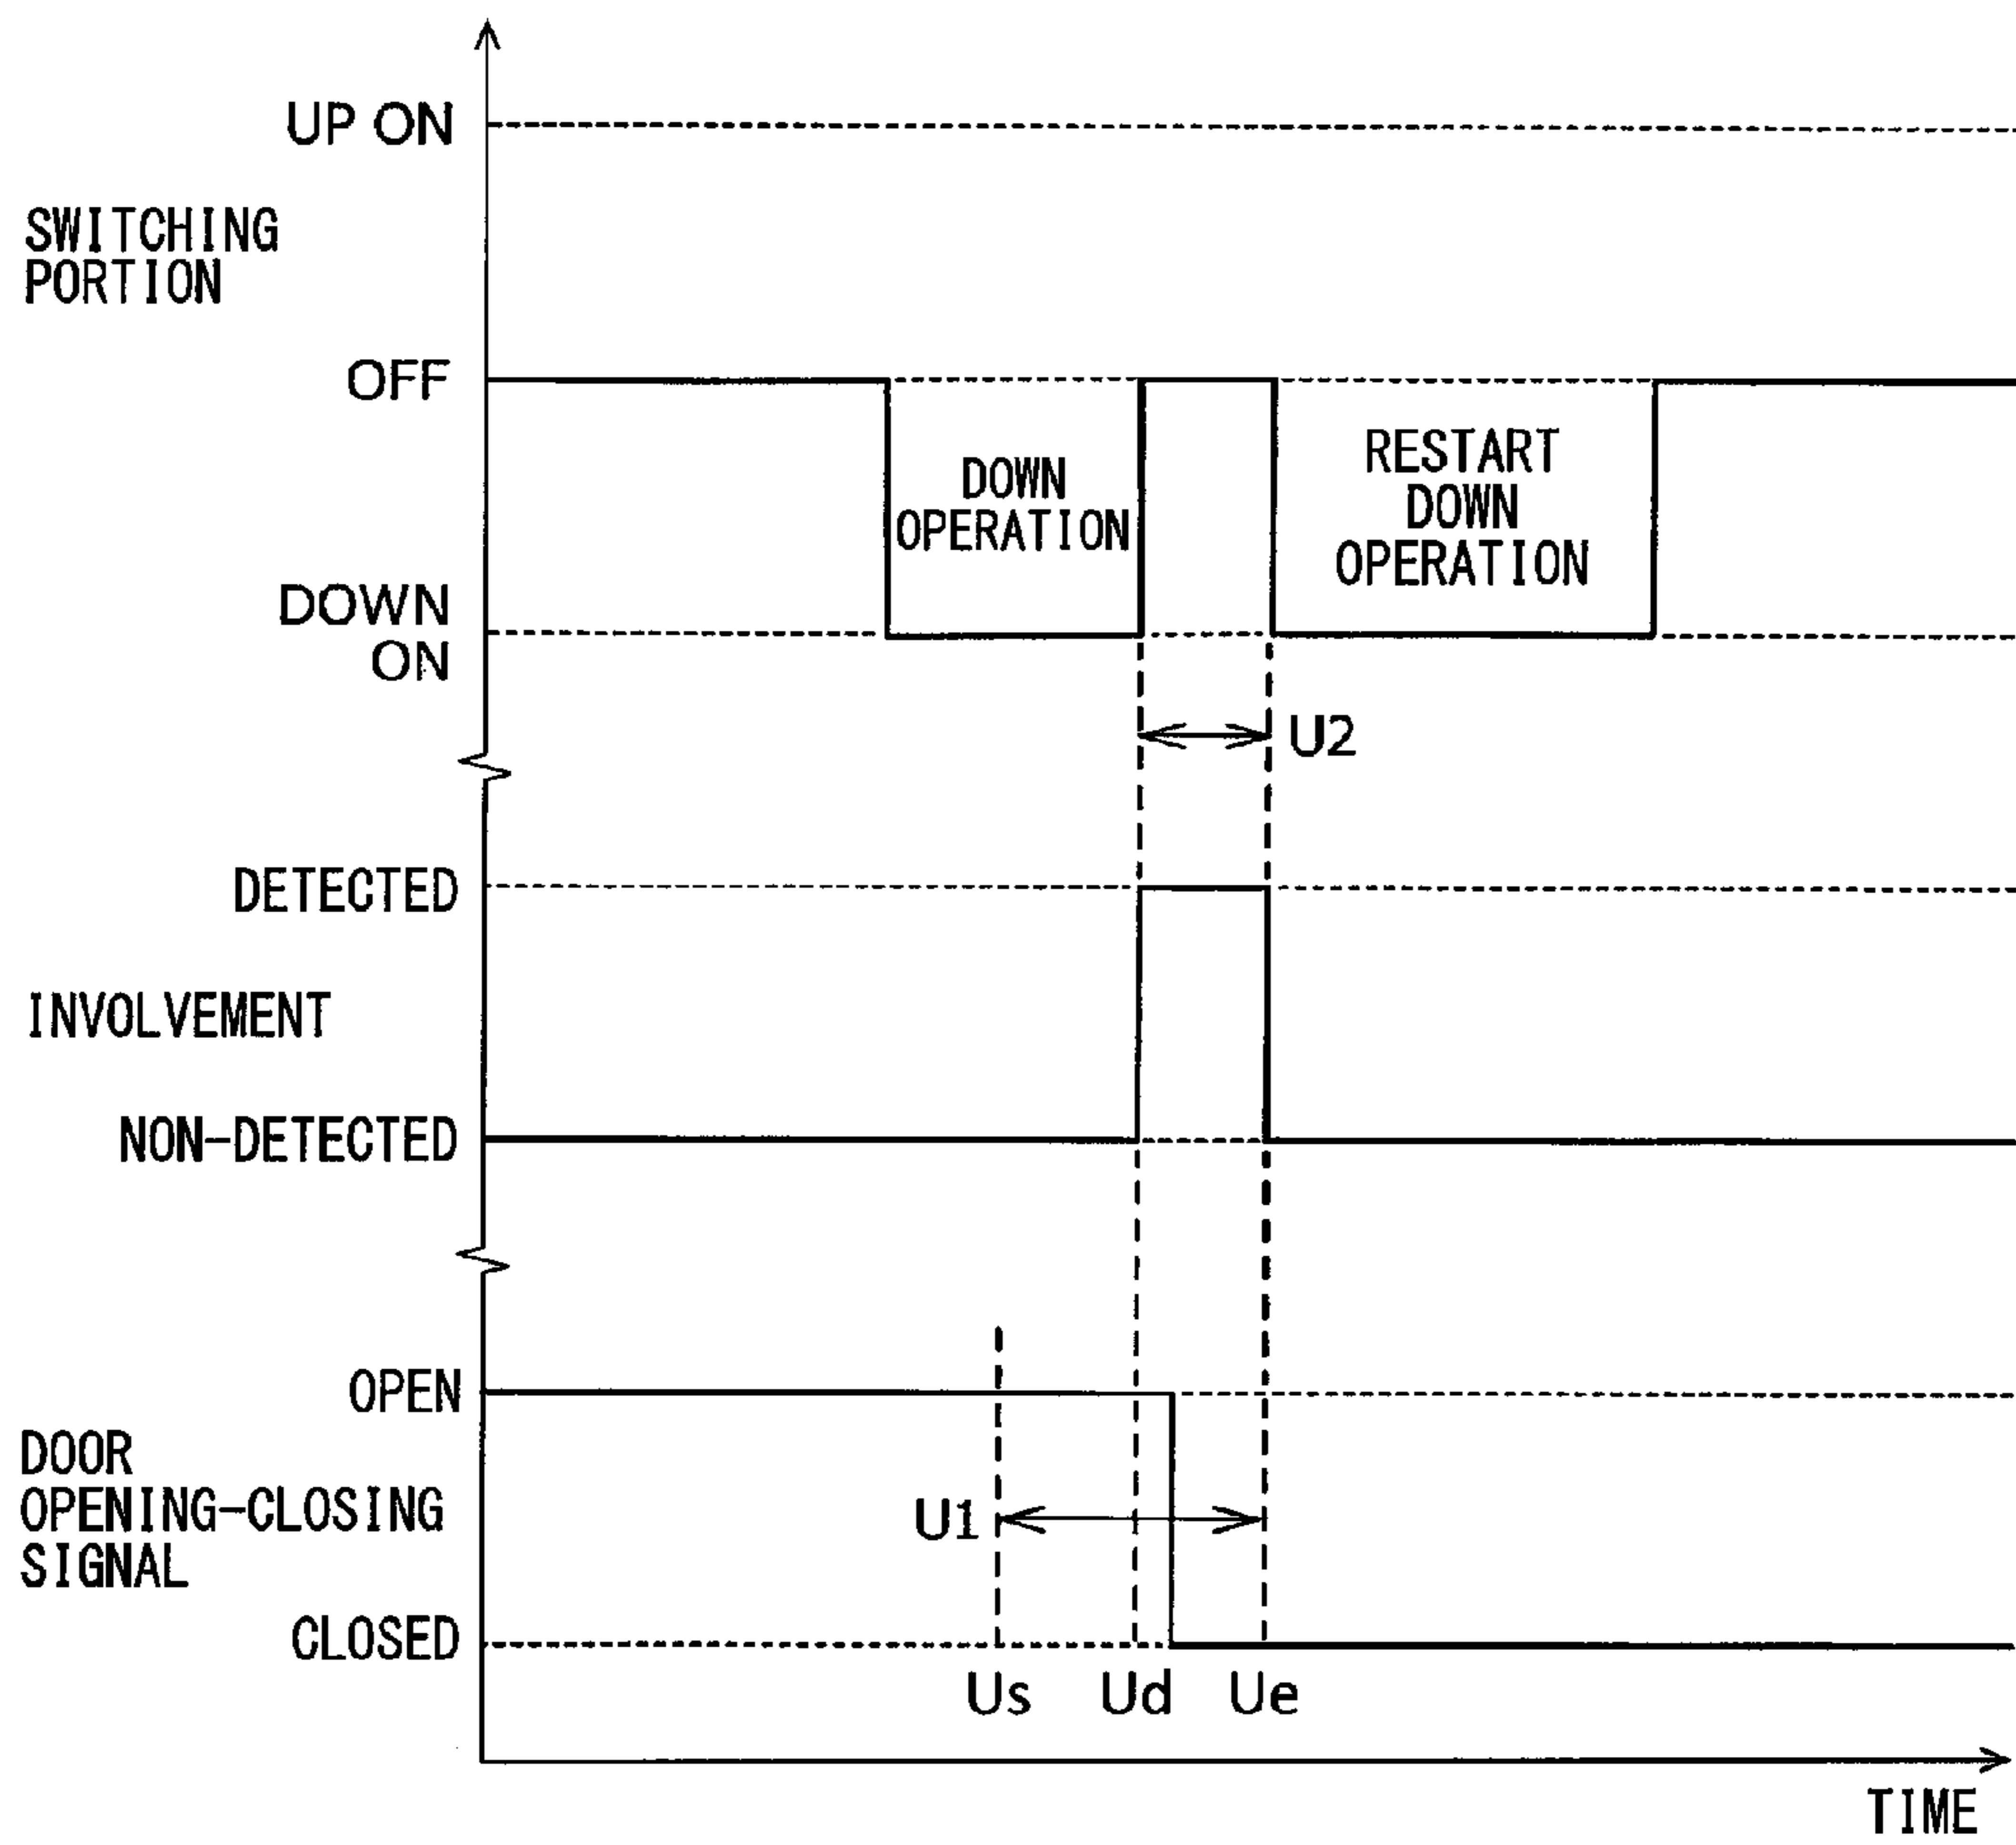 UP ON
SWITCHING
PORTION
OFF
DOWN
OPERATION
RESTART
DOWN
OPERATION
DOWN
ON
U2
DETECTED
INVOLVEMENT
NON-DETECTED
OPEN
DOOR
OPENING-CLOSING
SIGNAL
U1
CLOSED
Us
Ud
Ue
TIME